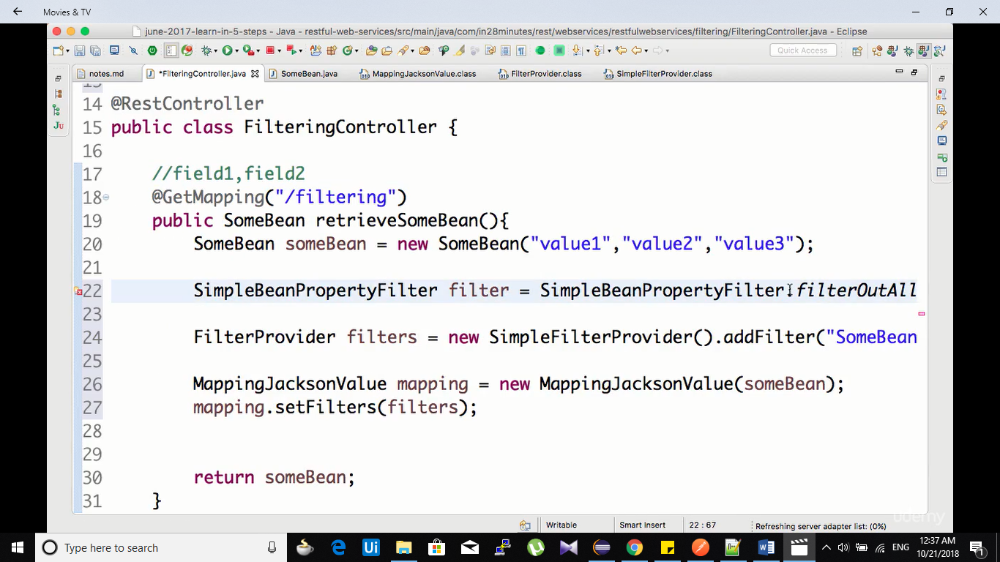 Movies & TV
june-2017-learn-in-5-steps - Java - restful-web-services/src/main/java/com/in28minutes/rest/webservices/restfulwebservices/filtering/FilteringController.java - Eclipse
Quick Access
notes.md *FilteringController.java SomeBean.java MappingJacksonValue.class FilterProvider.class SimpleFilterProvider.class
14 @RestController
15 public class FilteringController {
16
17 //field1,field2
18 @GetMapping("/filtering")
19 public SomeBean retrieveSomeBean(){
20 SomeBean someBean = new SomeBean("value1","value2","value3");
21
22 SimpleBeanPropertyFilter filter = SimpleBeanPropertyFilter.filterOutAll
23
24 FilterProvider filters = new SimpleFilterProvider().addFilter("SomeBean
25
26 MappingJacksonValue mapping = new MappingJacksonValue(someBean);
27 mapping.setFilters(filters);
28
29
30 return someBean;
31 }
udemy
Writable Smart Insert 22 : 67 Refreshing server adapter list: (0%)
Type here to search
ENG
12:37 AM
10/21/2018
1